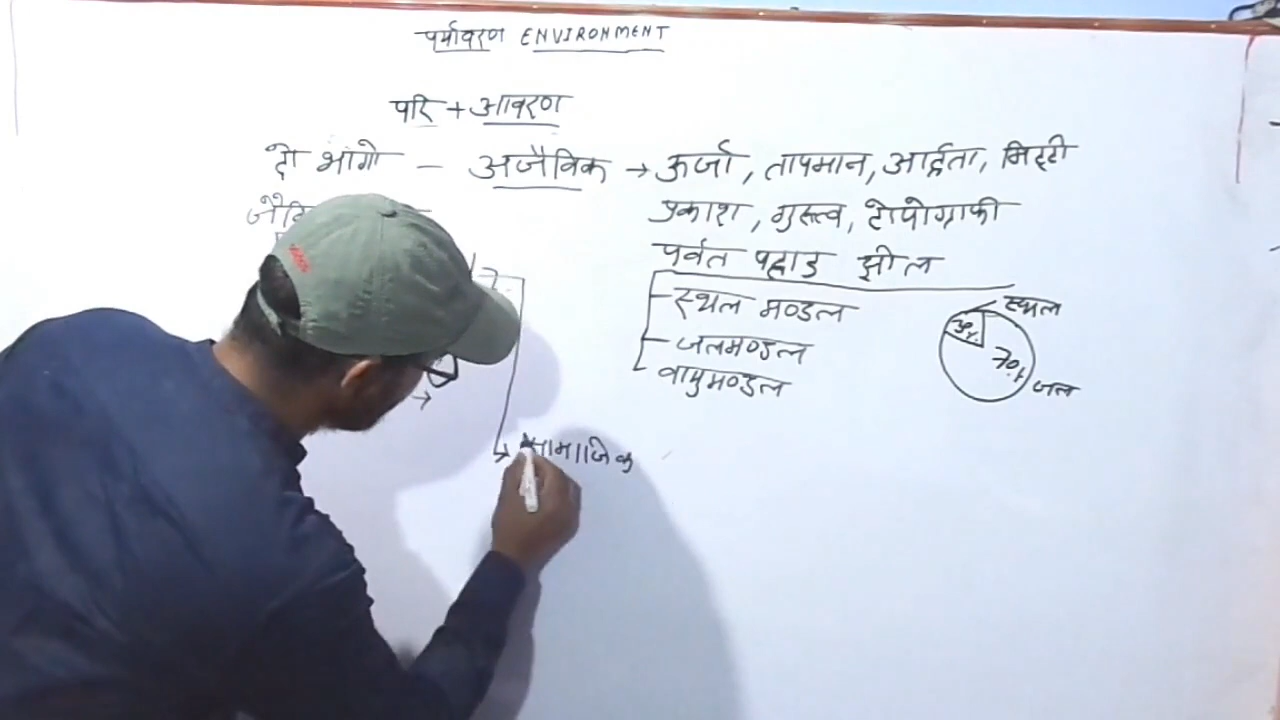 पर्यावरण ENVIRONMENT
परि + आवरण
दो भागो - अजैविक → ऊर्जा, तापमान, आर्द्रता, मिट्टी
प्रकाश, गुरुत्व, टोपोग्राफी
पर्वत पहाड़ झील
स्थल मण्डल
स्थल
30%
70%
जलमण्डल
जल
वायुमण्डल
सामाजिक